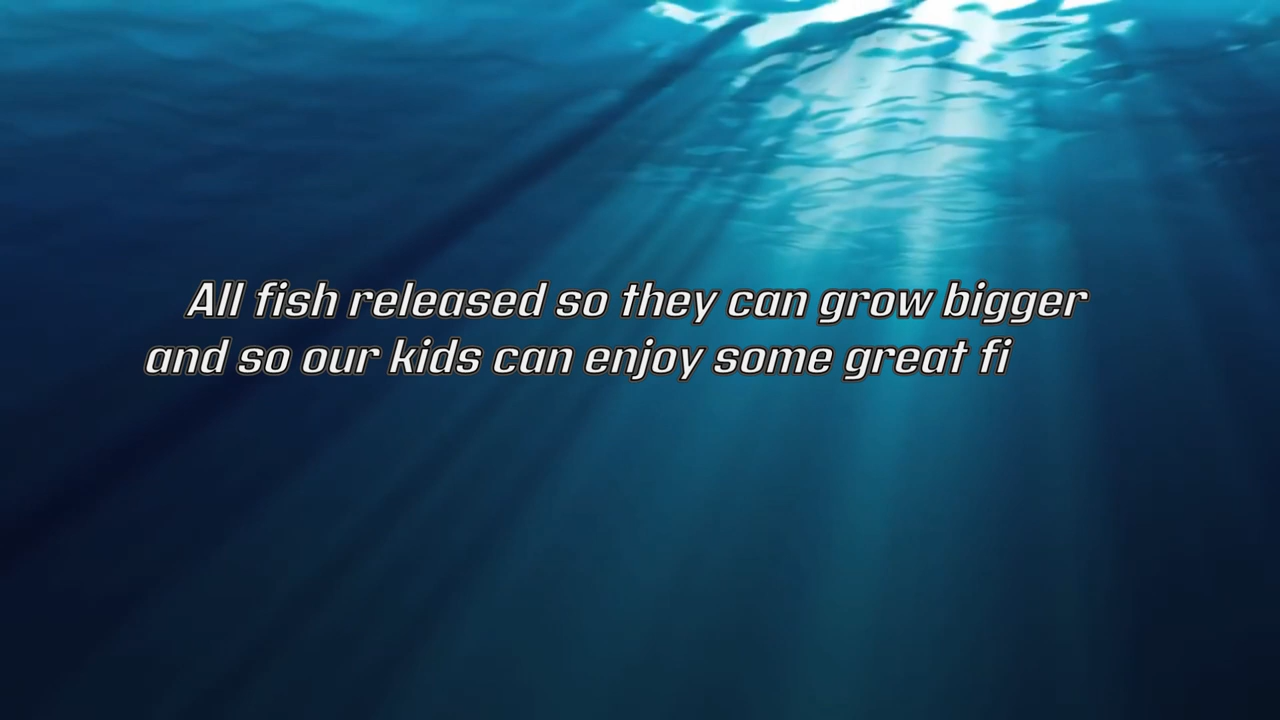 All fish released so they can grow bigger
and so our kids can enjoy some great fi